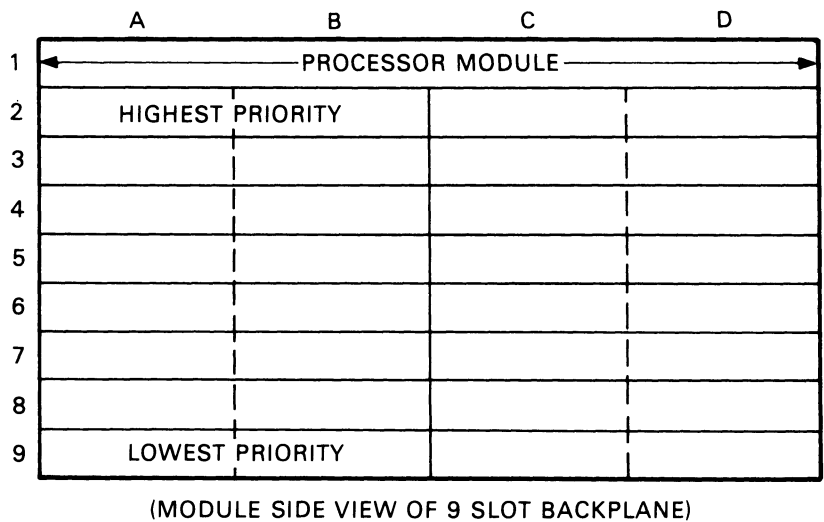 A B C D
1 PROCESSOR MODULE
2 HIGHEST PRIORITY
3
4
5
6
7
8
9 LOWEST PRIORITY
(MODULE SIDE VIEW OF 9 SLOT BACKPLANE)